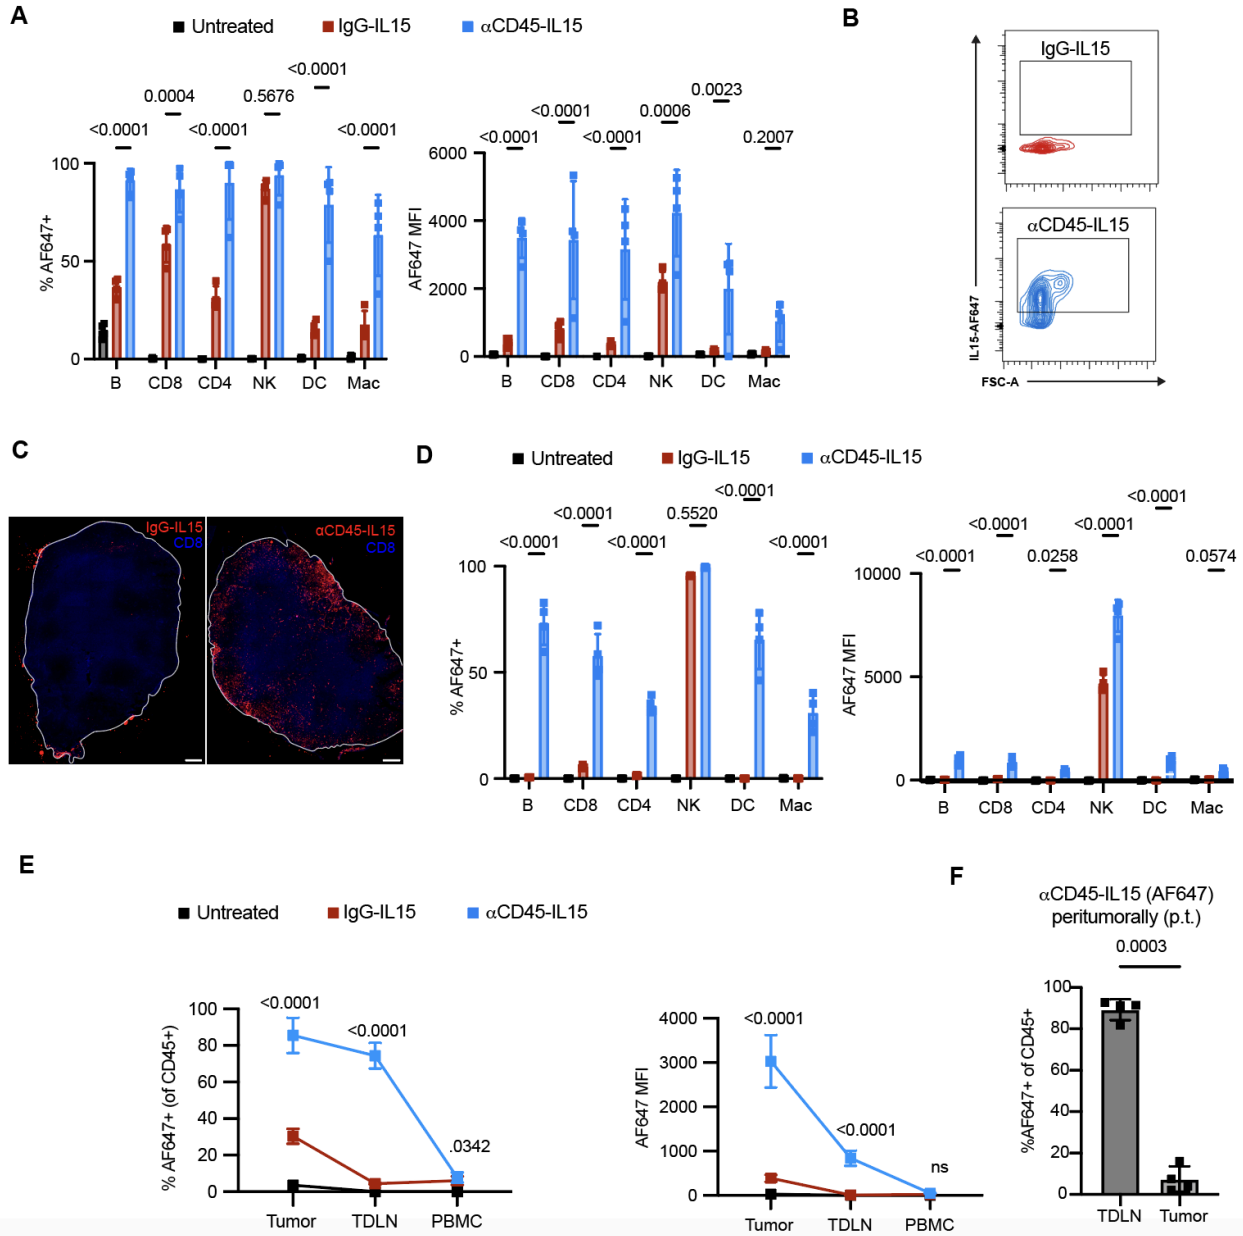 A
Untreated IgG-IL15 αCD45-IL15
<0.0001
0.0004 0.5676
<0.0001 <0.0001 <0.0001
% AF647+
100
50
0
B CD8 CD4 NK DC Mac
0.0023
<0.0001 0.0006
<0.0001 <0.0001 0.2007
AF647 MFI
6000
4000
2000
0
B CD8 CD4 NK DC Mac
B
IgG-IL15
αCD45-IL15
IL15-AF647
FSC-A
C
IgG-IL15
CD8
αCD45-IL15
CD8
D
Untreated IgG-IL15 αCD45-IL15
<0.0001
<0.0001 0.5520
<0.0001 <0.0001 <0.0001
% AF647+
100
50
0
B CD8 CD4 NK DC Mac
<0.0001
<0.0001 <0.0001
<0.0001 0.0258 0.0574
AF647 MFI
10000
5000
0
B CD8 CD4 NK DC Mac
E
Untreated IgG-IL15 αCD45-IL15
<0.0001
<0.0001
.0342
% AF647+ (of CD45+)
100
80
60
40
20
0
Tumor TDLN PBMC
<0.0001
<0.0001
ns
AF647 MFI
4000
3000
2000
1000
0
Tumor TDLN PBMC
F
αCD45-IL15 (AF647)
peritumorally (p.t.)
0.0003
%AF647+ of CD45+
100
80
60
40
20
0
TDLN Tumor